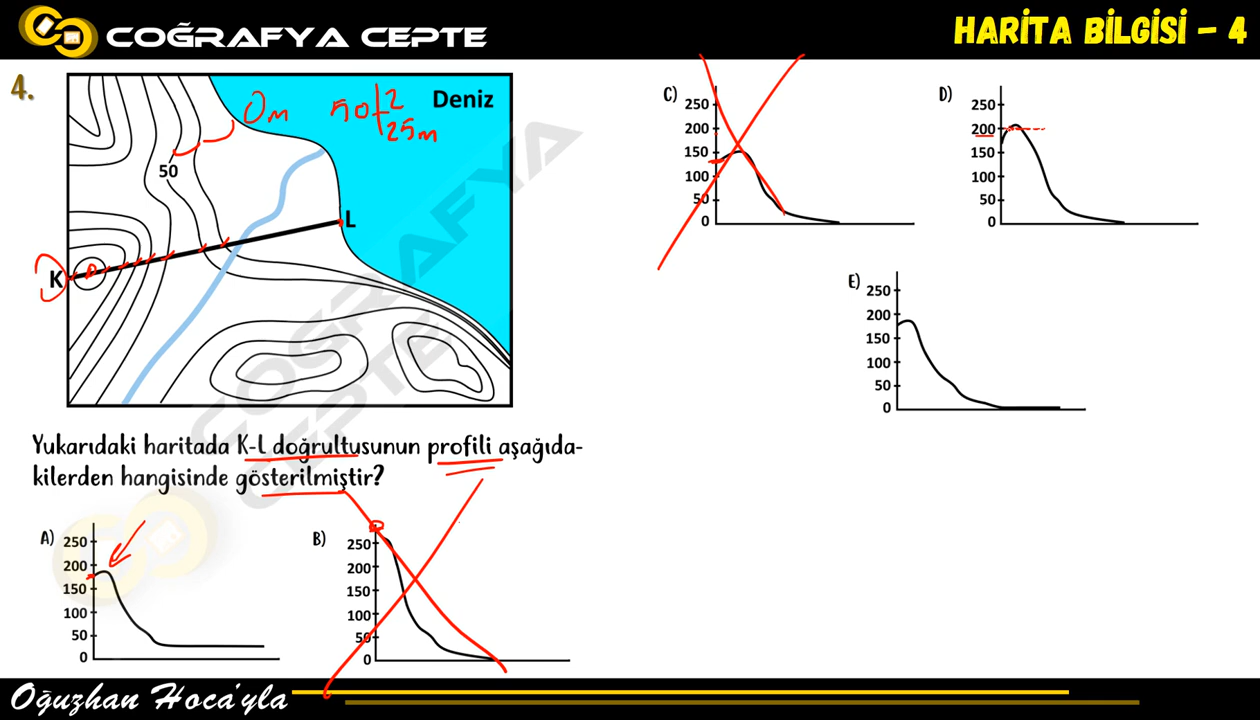 COĞRAFYA CEPTE
HARİTA BİLGİSİ – 4
4.
0m
50 2
25m
Deniz
50
K
L
COĞRAFYA
CEPTE
Yukarıdaki haritada K-L doğrultusunun profili aşağıda-
kilerden hangisinde gösterilmiştir?
A)
250
200
150
100
50
0
B)
250
200
150
100
50
0
C)
250
200
150
100
50
0
D)
250
200
150
100
50
0
E)
250
200
150
100
50
0
Oğuzhan Hoca'yla